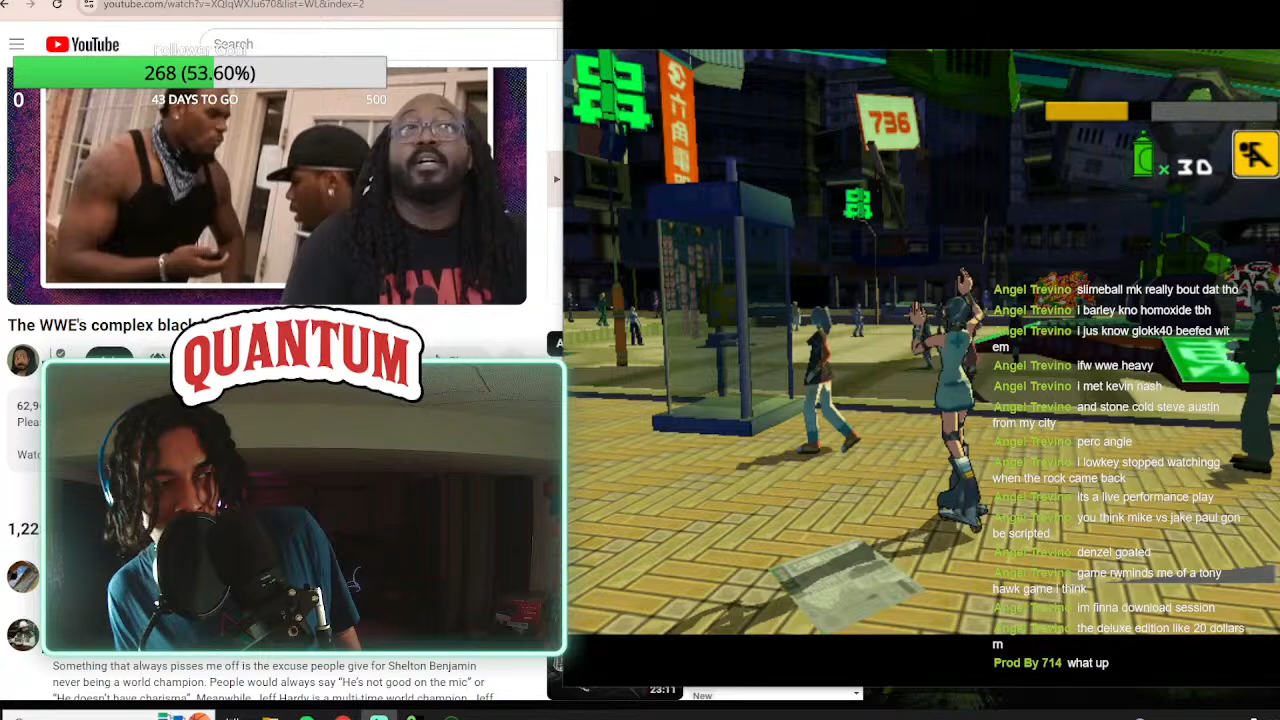 youtube.com/watch?v=XQIqWXJu670&list=WL&index=2
YouTube
Search
Follower Goal
268 (53.60%)
0
43 DAYS TO GO
500
The WWE's complex black
QUANTUM
62,9
Plea
Watc
1,22
Something that always pisses me off is the excuse people give for Shelton Benjamin
never being a world champion. People would always say "He's not good on the mic" or
"He doesn't have charisma". Meanwhile, Jeff Hardy is a multi-time world champion. Jeff
六角電
736
× 30
Angel Trevino slimeball mk really bout dat tho
Angel Trevino i barley kno homoxide tbh
Angel Trevino i jus know glokk40 beefed wit
em
Angel Trevino ifw wwe heavy
Angel Trevino i met kevin nash
Angel Trevino and stone cold steve austin
from my city
Angel Trevino perc angle
Angel Trevino i lowkey stopped watchingg
when the rock came back
Angel Trevino its a live performance play
Angel Trevino you think mike vs jake paul gon
be scripted
Angel Trevino denzel goated
Angel Trevino game rwminds me of a tony
hawk game i think
Angel Trevino im finna download session
Angel Trevino the deluxe edition like 20 dollars
m
Prod By 714 what up
23:11
New